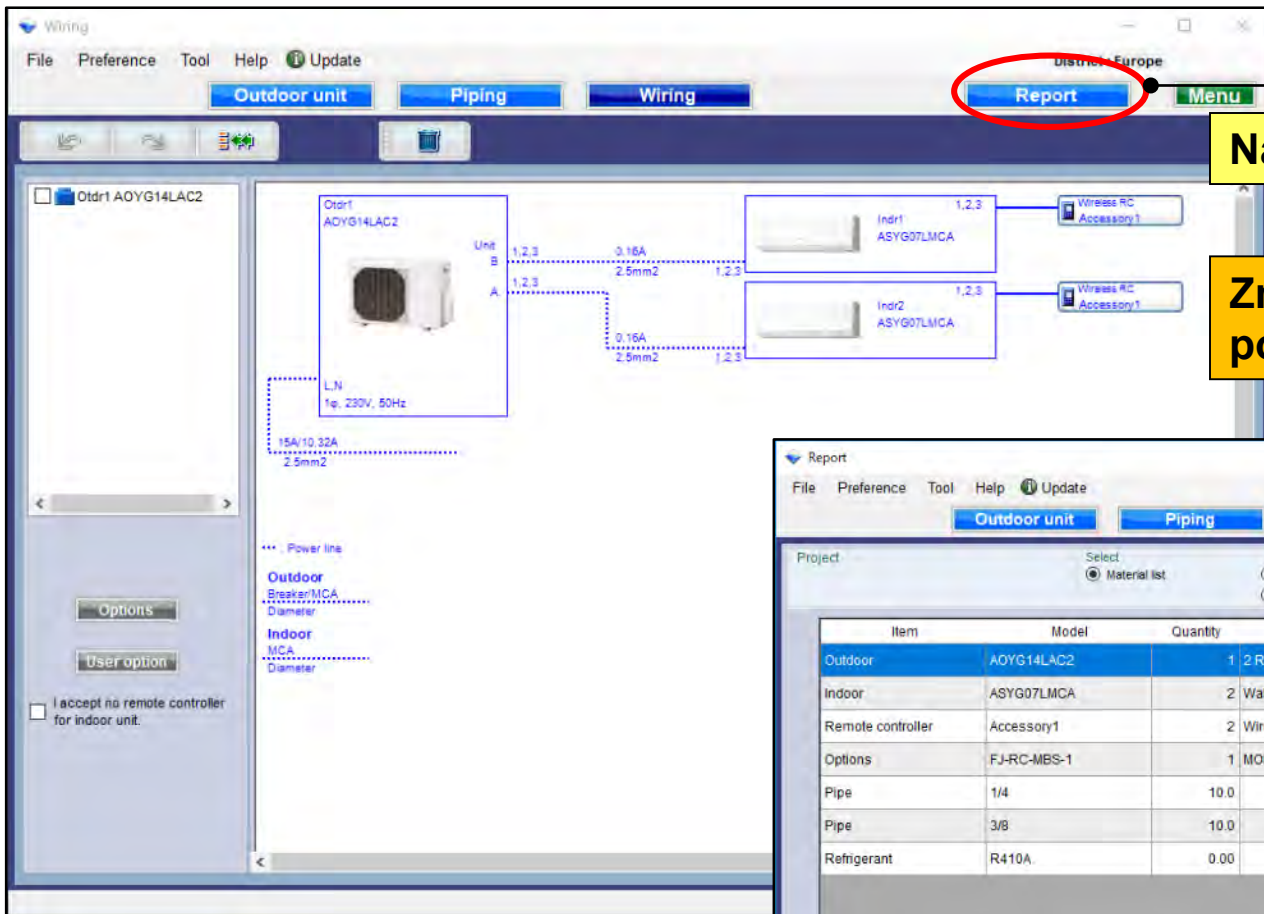 Wiring
File Preference Tool Help Update
District : Europe
Outdoor unit Piping Wiring Report Menu
Otdr1 AOYG14LAC2
Otdr1
AOYG14LAC2
Unit
B
A
1,2,3
0.16A
2.5mm2
1,2,3
1,2,3
0.16A
2.5mm2
1,2,3
L,N
1φ, 230V, 50Hz
15A/10.32A
2.5mm2
1,2,3
Indr1
ASYG07LMCA
Wireless RC
Accessory1
1,2,3
Indr2
ASYG07LMCA
Wireless RC
Accessory1
: Power line
Outdoor
Breaker/MCA
Diameter
Indoor
MCA
Diameter
Options
User option
I accept no remote controller
for indoor unit.
Report
File Preference Tool Help Update
Outdoor unit Piping
Project
Select
Material list
Item Model Quantity
Outdoor AOYG14LAC2 1 2 R
Indoor ASYG07LMCA 2 Wa
Remote controller Accessory1 2 Wir
Options FJ-RC-MBS-1 1 MO
Pipe 1/4 10.0
Pipe 3/8 10.0
Refrigerant R410A 0.00